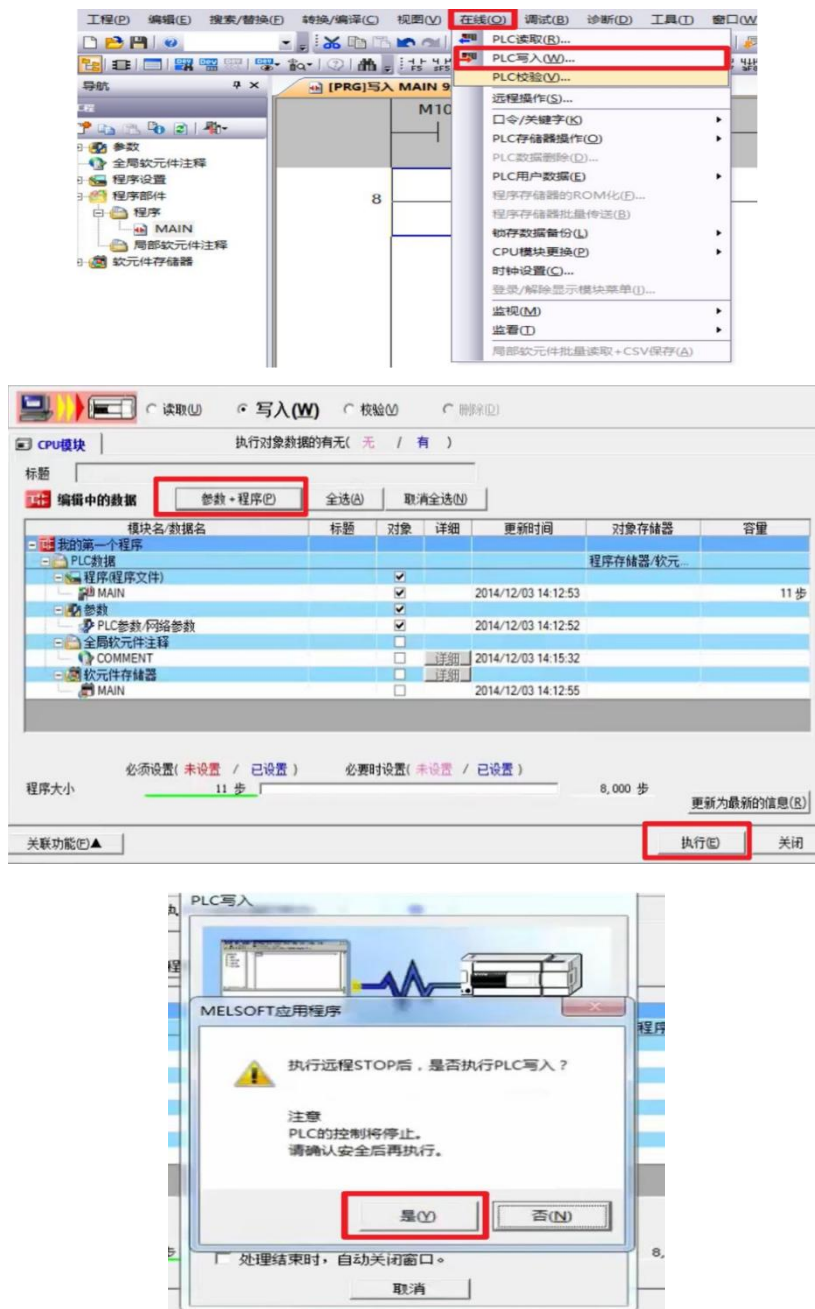 工程(P) 编辑(E) 搜索/替换(F) 转换/编译(C) 视图(V) 在线(O) 调试(B) 诊断(D) 工具(T) 窗口(W
PLC读取(R)...
PLC写入(W)...
PLC校验(V)...
远程操作(S)...
口令/关键字(K)
PLC存储器操作(O)
PLC数据删除(D)...
PLC用户数据(E)
程序存储器的ROM化(F)...
程序存储器批量传送(B)
锁存数据备份(L)
CPU模块更换(P)
时钟设置(C)...
登录/解除显示模块菜单(I)...
监视(M)
监看(T)
局部软元件批量读取+CSV保存(A)
导航
[PRG]写入 MAIN 9
M10
8
参数
全局软元件注释
程序设置
程序部件
程序
MAIN
局部软元件注释
软元件存储器
读取(U) 写入(W) 校验(V) 删除(D)
CPU模块 执行对象数据的有无( 无 / 有 )
标题
编辑中的数据 参数+程序(P) 全选(A) 取消全选(N)
模块名/数据名 标题 对象 详细 更新时间 对象存储器 容量
我的第一个程序
PLC数据 程序存储器/软元...
程序(程序文件)
MAIN 2014/12/03 14:12:53 11 步
参数
PLC参数/网络参数 2014/12/03 14:12:52
全局软元件注释
COMMENT 详细 2014/12/03 14:15:32
软元件存储器 详细
MAIN 2014/12/03 14:12:55
必须设置( 未设置 / 已设置 ) 必要时设置( 未设置 / 已设置 )
程序大小 11 步 8,000 步
更新为最新的信息(R)
关联功能(F)▲ 执行(E) 关闭
PLC写入
MELSOFT应用程序
执行远程STOP后，是否执行PLC写入？
注意
PLC的控制将停止。
请确认安全后再执行。
是(Y) 否(N)
处理结束时，自动关闭窗口。
取消